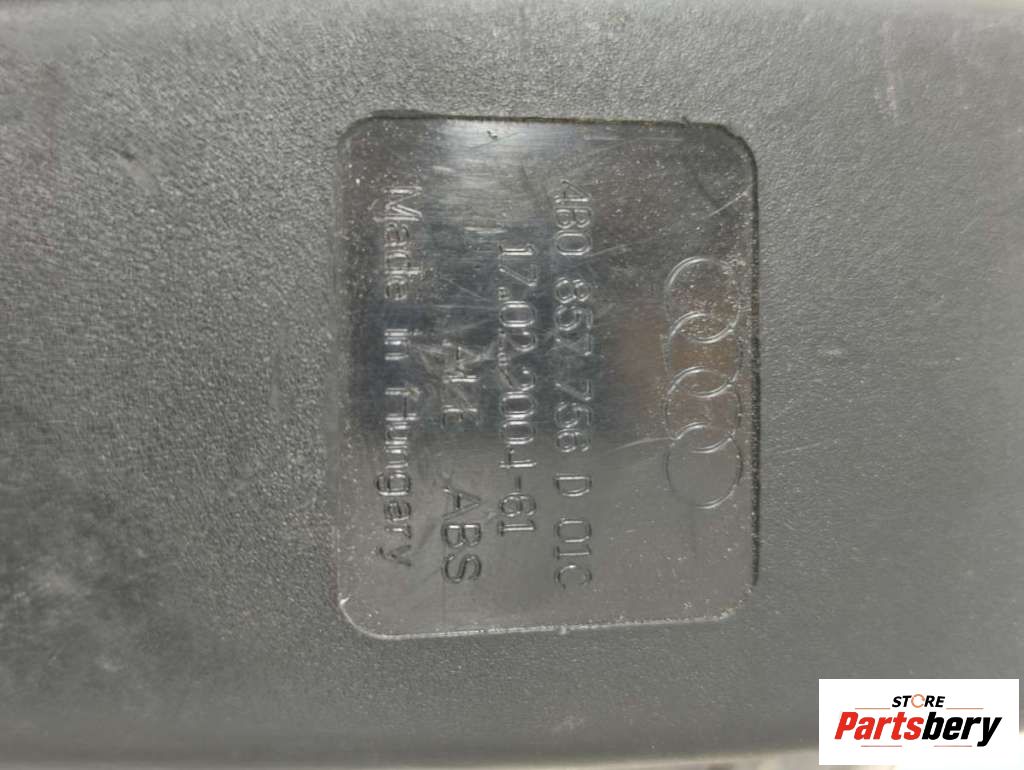 4B0 857 756 D 01C
17.02.2004-61
ABS
Made in Hungary
STORE
Partsbery